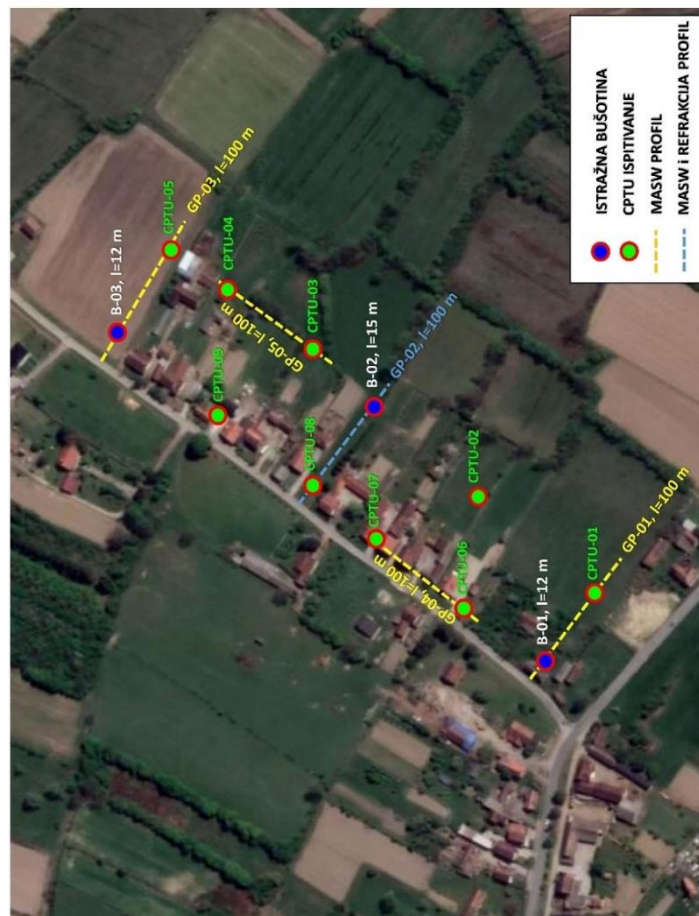 B-03, l=12 m
CPTU-05
GP-03, l=100 m
CPTU-04
CPTU-09
GP-05, l=100 m
CPTU-03
CPTU-08
B-02, l=15 m
GP-02, l=100 m
CPTU-07
CPTU-02
GP-04, l=100 m
CPTU-06
B-01, l=12 m
CPTU-01
GP-01, l=100 m
ISTRAŽNA BUŠOTINA
CPTU ISPITIVANJE
MASW PROFIL
MASW i REFRAKCIJA PROFIL